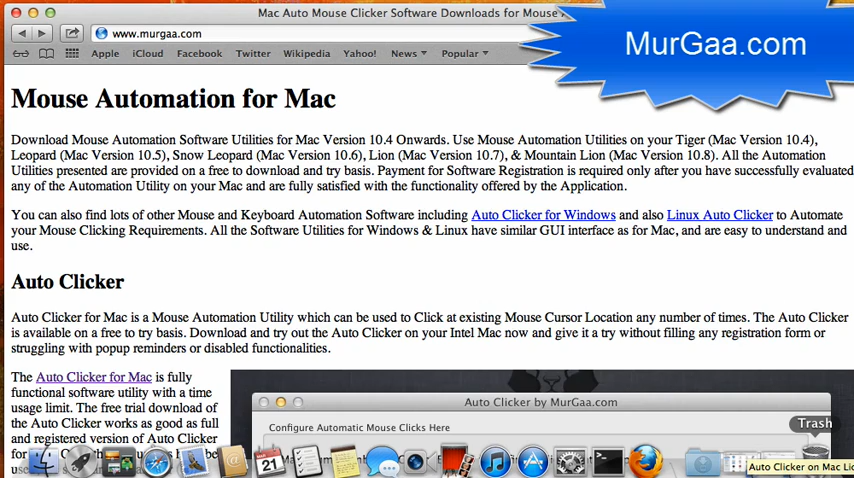 Mac Auto Mouse Clicker Software Downloads for Mouse
www.murgaa.com
MurGaa.com
Apple iCloud Facebook Twitter Wikipedia Yahoo! News Popular
Mouse Automation for Mac
Download Mouse Automation Software Utilities for Mac Version 10.4 Onwards. Use Mouse Automation Utilities on your Tiger (Mac Version 10.4),
Leopard (Mac Version 10.5), Snow Leopard (Mac Version 10.6), Lion (Mac Version 10.7), & Mountain Lion (Mac Version 10.8). All the Automation
Utilities presented are provided on a free to download and try basis. Payment for Software Registration is required only after you have successfully evaluated
any of the Automation Utility on your Mac and are fully satisfied with the functionality offered by the Application.
You can also find lots of other Mouse and Keyboard Automation Software including Auto Clicker for Windows and also Linux Auto Clicker to Automate
your Mouse Clicking Requirements. All the Software Utilities for Windows & Linux have similar GUI interface as for Mac, and are easy to understand and
use.
Auto Clicker
Auto Clicker for Mac is a Mouse Automation Utility which can be used to Click at existing Mouse Cursor Location any number of times. The Auto Clicker
is available on a free to try basis. Download and try out the Auto Clicker on your Intel Mac now and give it a try without filling any registration form or
struggling with popup reminders or disabled functionalities.
The Auto Clicker for Mac is fully
functional software utility with a time
usage limit. The free trial download of
the Auto Clicker works as good as full
and registered version of Auto Clicker
Auto Clicker by MurGaa.com
Configure Automatic Mouse Clicks Here
Trash
21
Auto Clicker on Mac